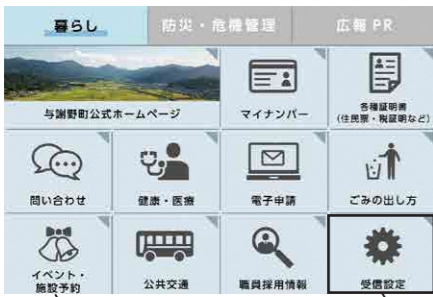 暮らし 防災・危機管理 広報 PR
与謝野町公式ホームページ
マイナンバー
各種証明書
(住民票・税証明など)
問い合わせ
健康・医療
電子申請
ごみの出し方
イベント・
施設予約
公共交通
職員採用情報
受信設定